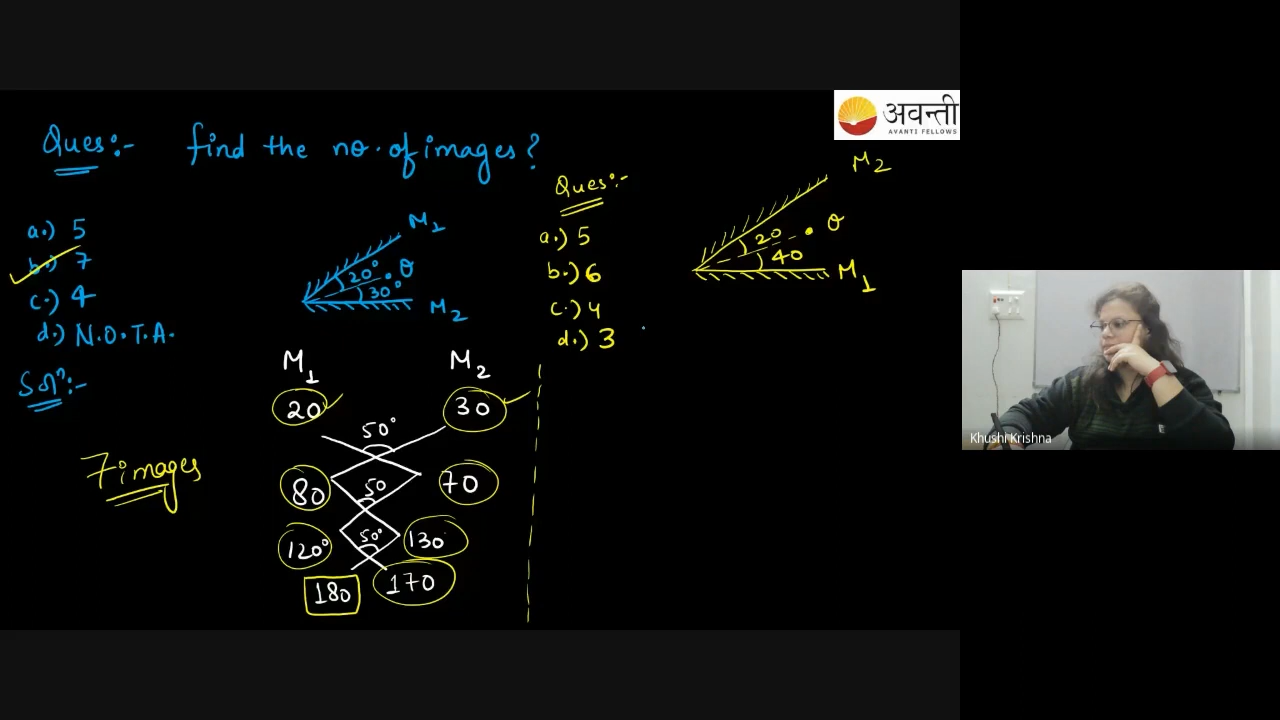 अवन्ती
AVANTI FELLOWS
Ques:- find the no. of images?
a.) 5
b.) 7
c.) 4
d.) N.O.T.A.
M2
20° O
30°
M2
Soln:-
7 images
M1 M2
20 30
50°
80 50 70
120° 50° 130
180 170
Ques:-
a.) 5
b.) 6
c.) 4
d.) 3
M2
20 O
40
M1
Khushi Krishna